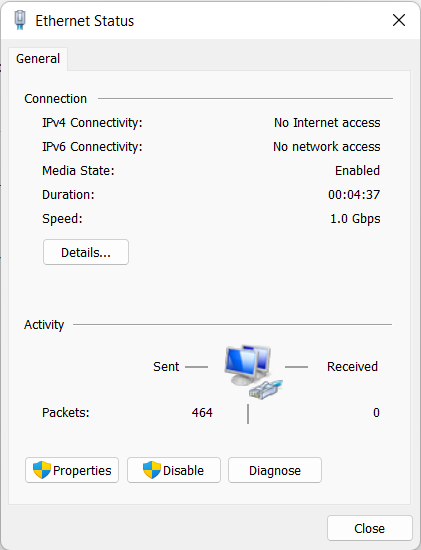 Ethernet Status
General
Connection
IPv4 Connectivity: No Internet access
IPv6 Connectivity: No network access
Media State: Enabled
Duration: 00:04:37
Speed: 1.0 Gbps
Details...
Activity
Sent Received
Packets: 464 0
Properties Disable Diagnose
Close